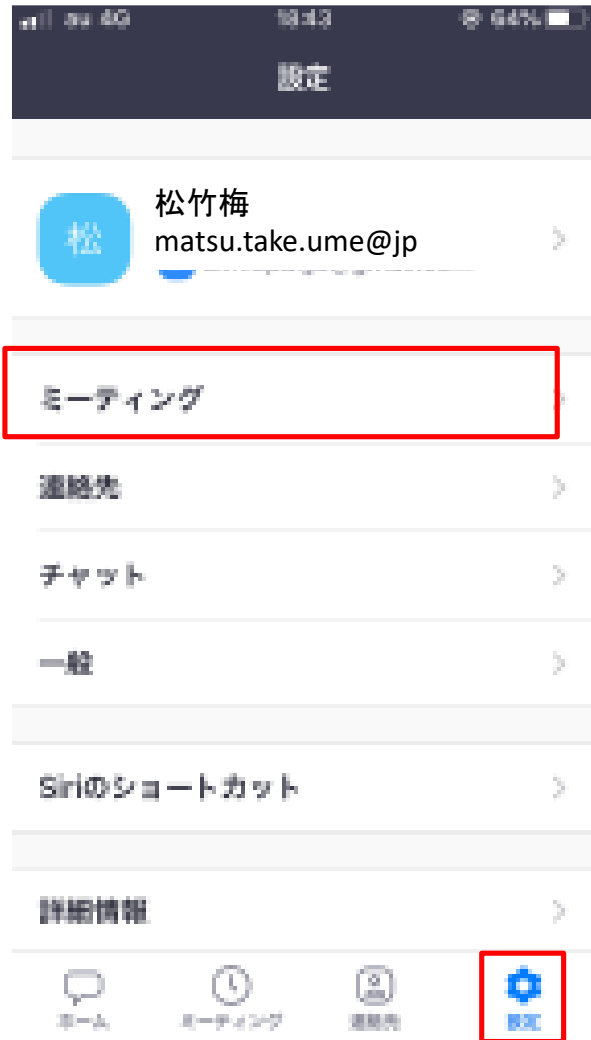 au 4G 18:43 64%
設定
松
松竹梅
matsu.take.ume@jp
ミーティング
連絡先
チャット
一般
Siriのショートカット
詳細情報
ホーム ミーティング 連絡先 設定